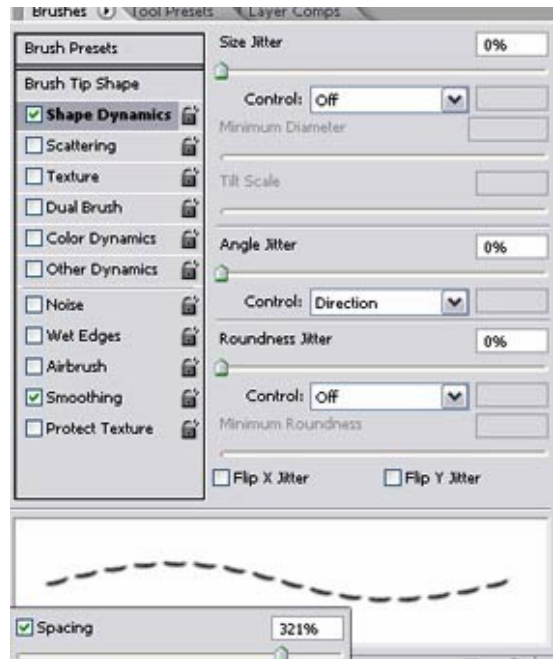 Brushes Tool Presets Layer Comps
Brush Presets
Brush Tip Shape
Shape Dynamics
Scattering
Texture
Dual Brush
Color Dynamics
Other Dynamics
Noise
Wet Edges
Airbrush
Smoothing
Protect Texture
Size Jitter 0%
Control: Off
Minimum Diameter
Tilt Scale
Angle Jitter 0%
Control: Direction
Roundness Jitter 0%
Control: Off
Minimum Roundness
Flip X Jitter Flip Y Jitter
Spacing 321%